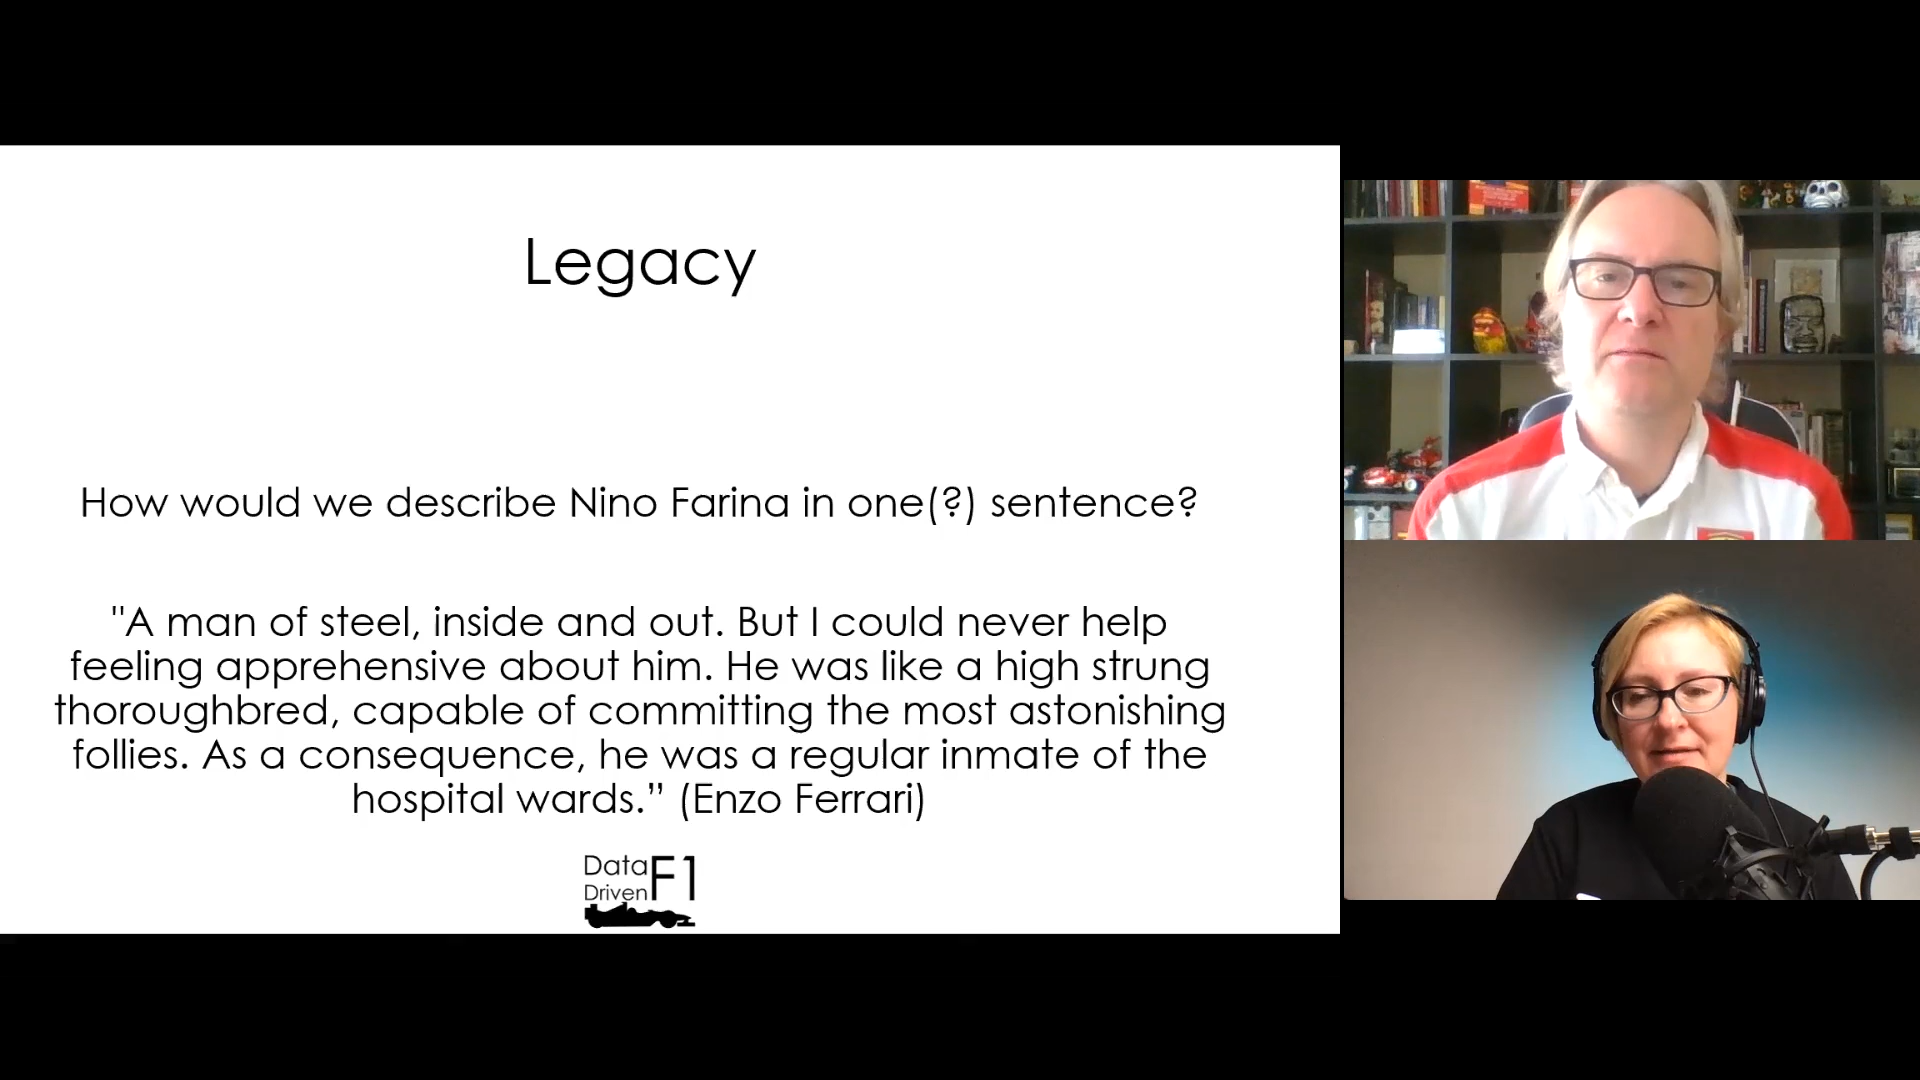 Legacy
How would we describe Nino Farina in one(?) sentence?
"A man of steel, inside and out. But I could never help
feeling apprehensive about him. He was like a high strung
thoroughbred, capable of committing the most astonishing
follies. As a consequence, he was a regular inmate of the
hospital wards.” (Enzo Ferrari)
Data
Driven
F1